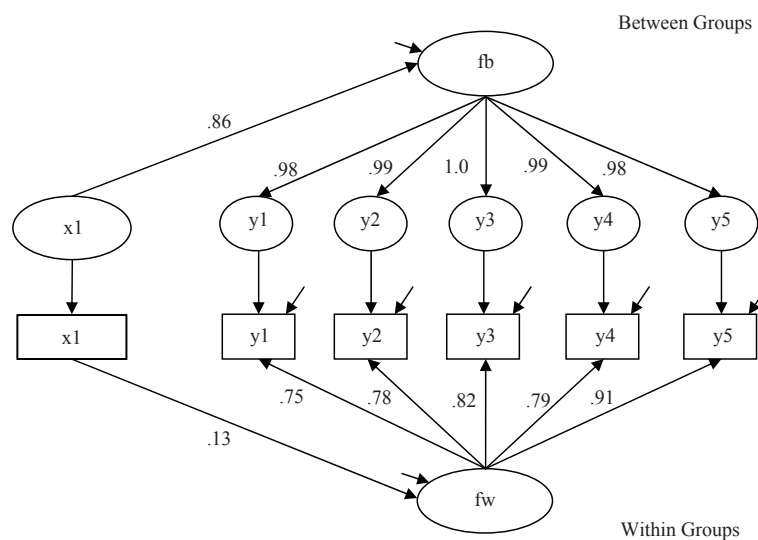 Between Groups
fb
.86
.98 .99 1.0 .99 .98
x1 y1 y2 y3 y4 y5
x1 y1 y2 y3 y4 y5
.75 .78 .82 .79 .91
.13
fw
Within Groups